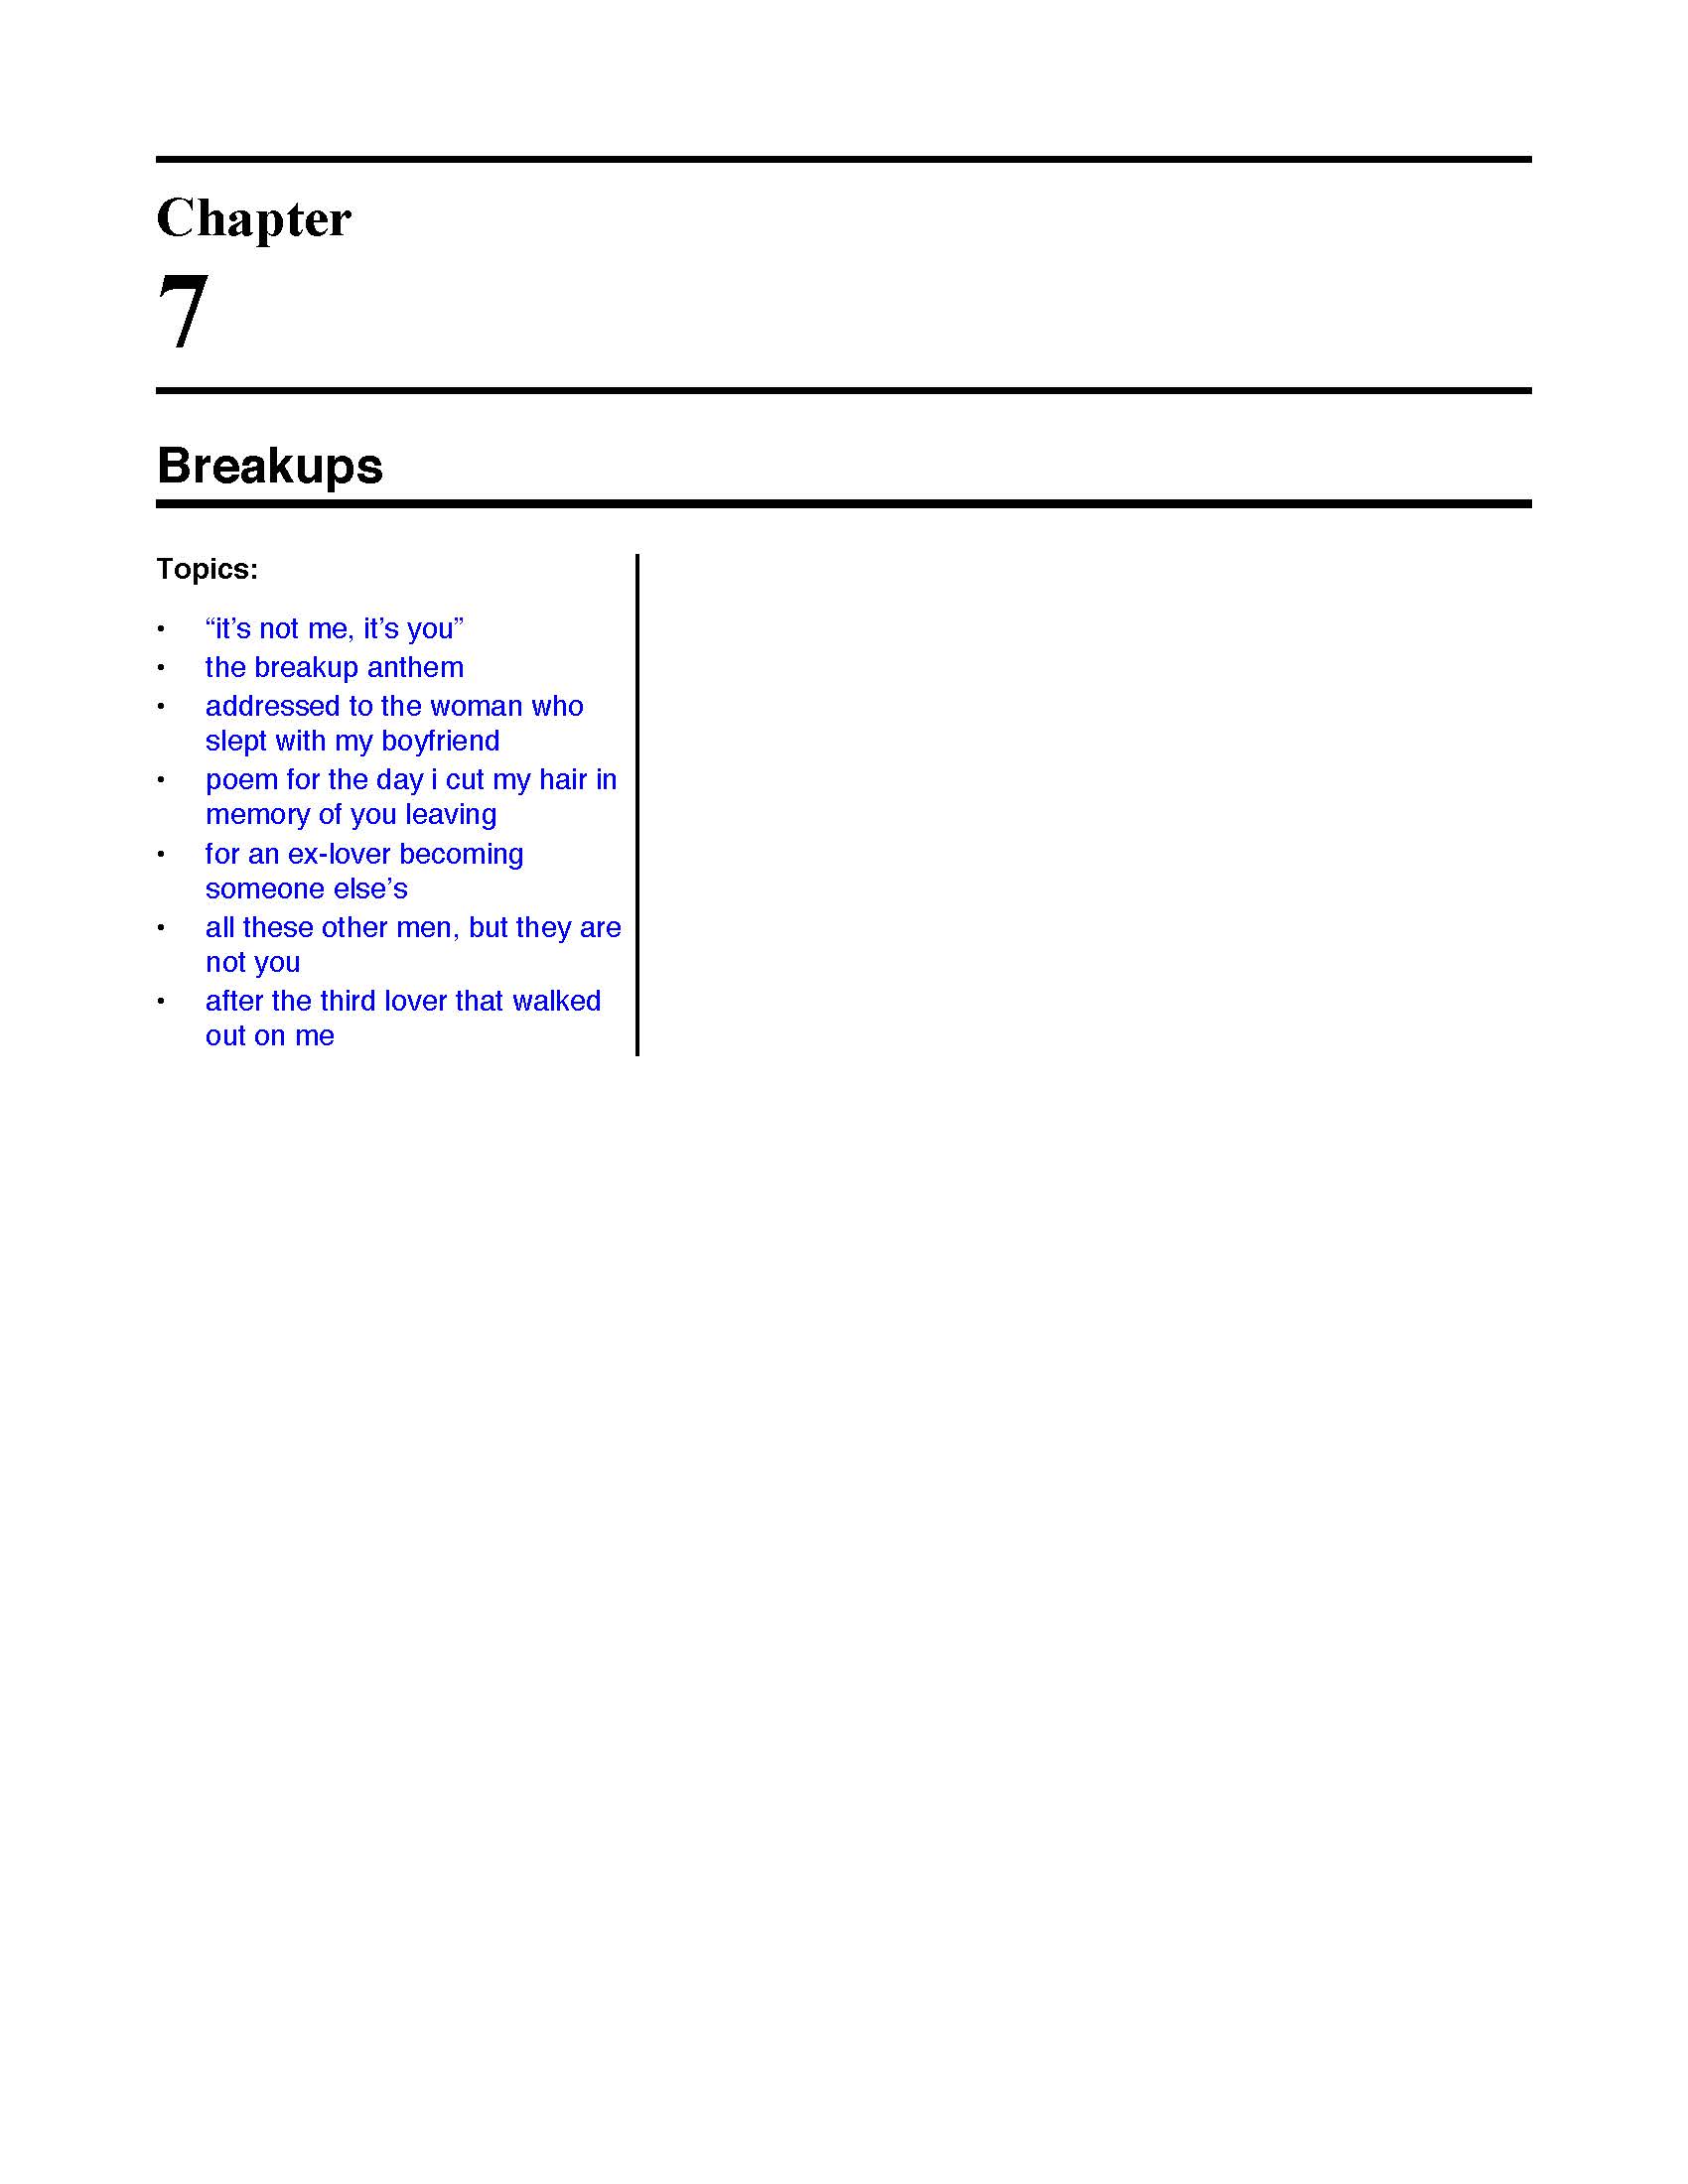 Chapter
7
Breakups
Topics:
• “it’s not me, it’s you”
• the breakup anthem
• addressed to the woman who
slept with my boyfriend
• poem for the day i cut my hair in
memory of you leaving
• for an ex-lover becoming
someone else’s
• all these other men, but they are
not you
• after the third lover that walked
out on me